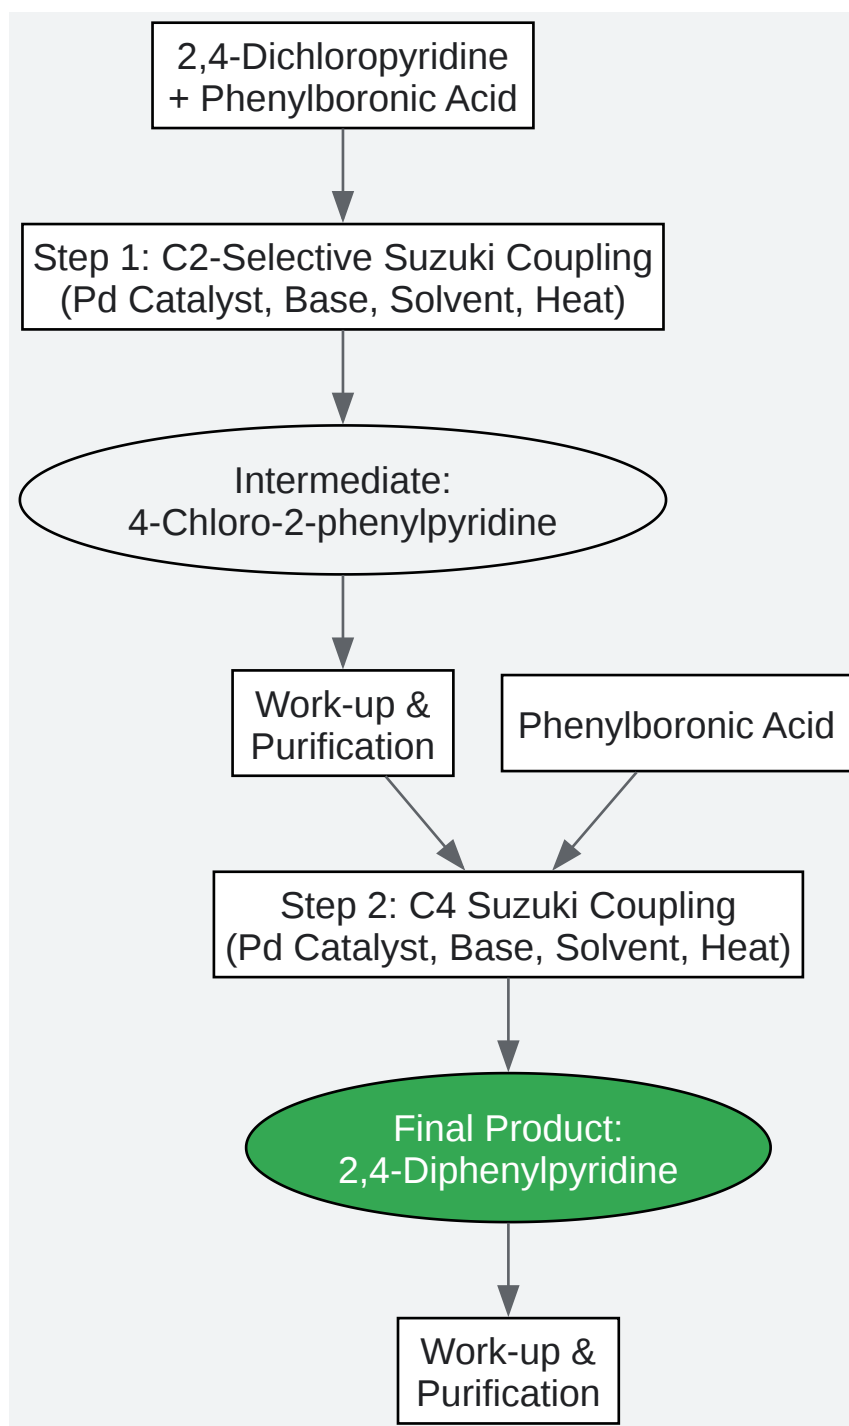 2,4-Dichloropyridine
+ Phenylboronic Acid
Step 1: C2-Selective Suzuki Coupling
(Pd Catalyst, Base, Solvent, Heat)
Intermediate:
4-Chloro-2-phenylpyridine
Work-up &
Purification
Phenylboronic Acid
Step 2: C4 Suzuki Coupling
(Pd Catalyst, Base, Solvent, Heat)
Final Product:
2,4-Diphenylpyridine
Work-up &
Purification